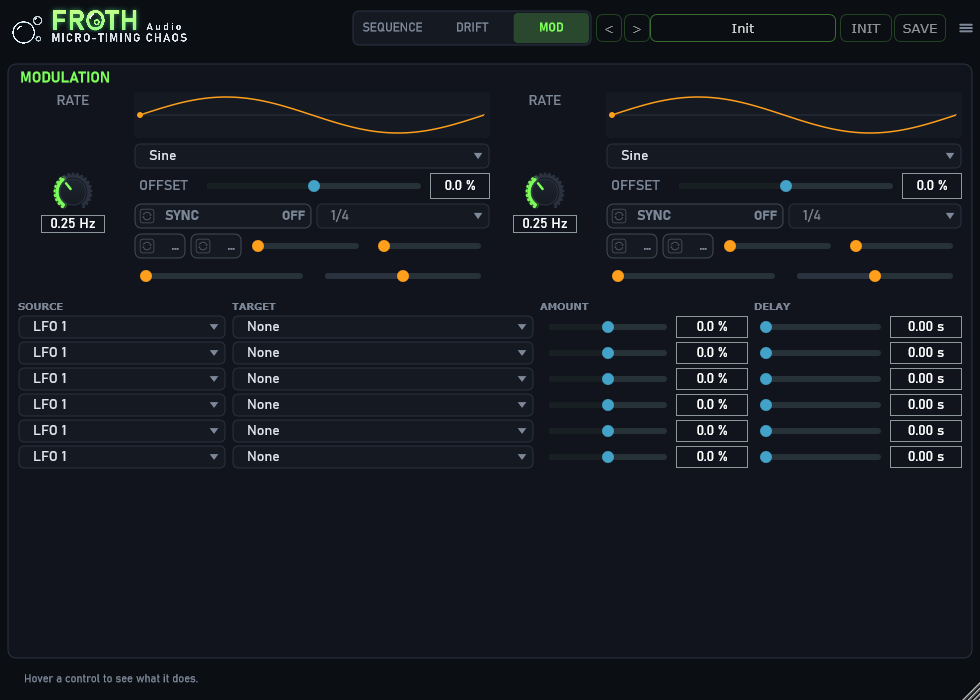 FROTH Audio
MICRO-TIMING CHAOS
SEQUENCE DRIFT MOD < > Init INIT SAVE
MODULATION
RATE RATE
Sine Sine
OFFSET 0.0 % OFFSET 0.0 %
0.25 Hz SYNC OFF 1/4 0.25 Hz SYNC OFF 1/4
... ... ... ...
SOURCE TARGET AMOUNT DELAY
LFO 1 None 0.0 % 0.00 s
LFO 1 None 0.0 % 0.00 s
LFO 1 None 0.0 % 0.00 s
LFO 1 None 0.0 % 0.00 s
LFO 1 None 0.0 % 0.00 s
LFO 1 None 0.0 % 0.00 s
Hover a control to see what it does.